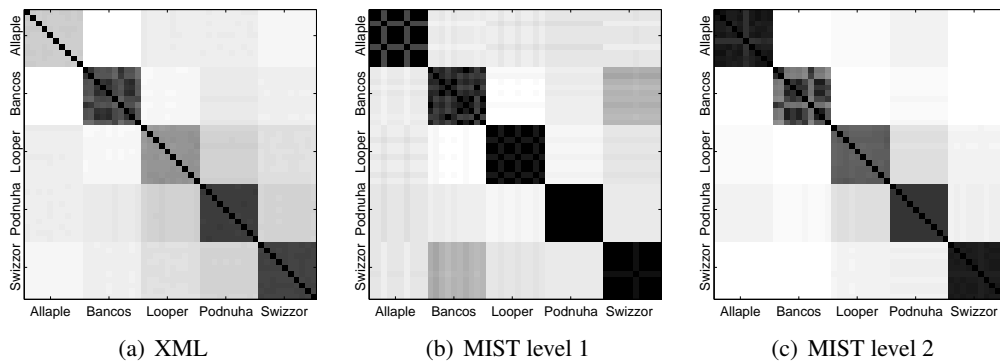 Allaple
Bancos
Looper
Podnuha
Swizzor
Allaple Bancos Looper Podnuha Swizzor
(a) XML
Allaple
Bancos
Looper
Podnuha
Swizzor
Allaple Bancos Looper Podnuha Swizzor
(b) MIST level 1
Allaple
Bancos
Looper
Podnuha
Swizzor
Allaple Bancos Looper Podnuha Swizzor
(c) MIST level 2